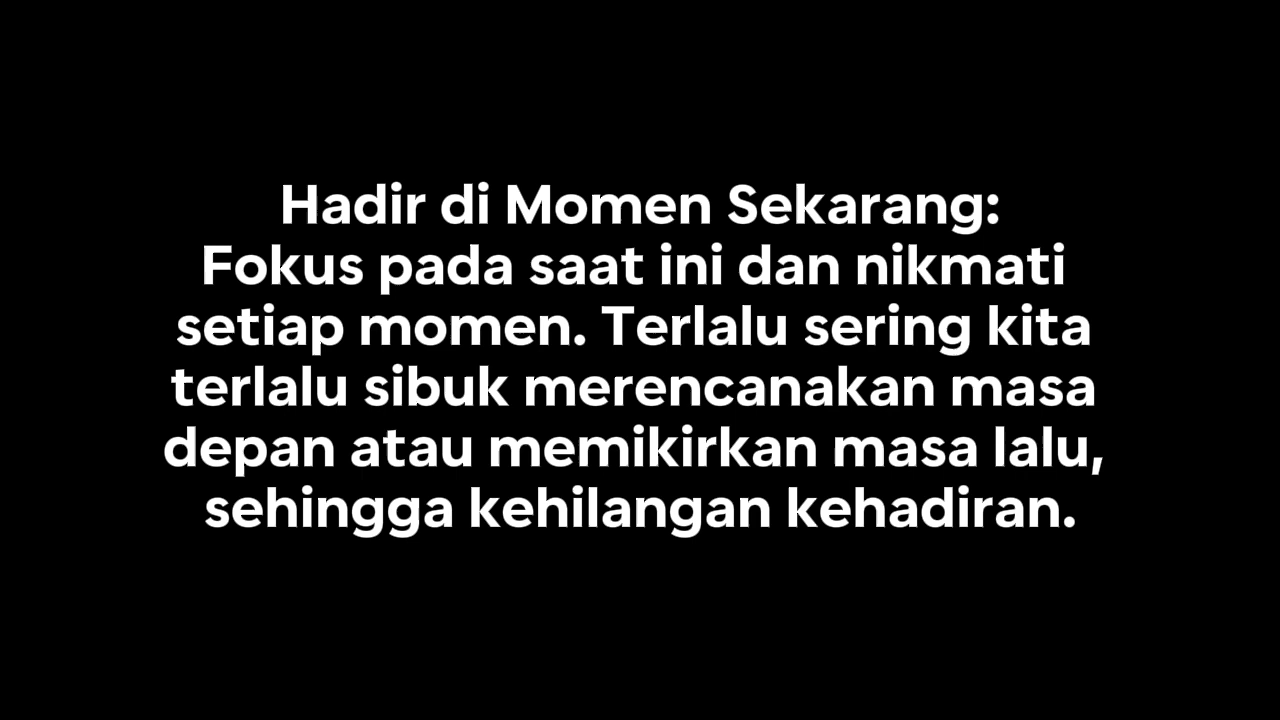 Hadir di Momen Sekarang:
Fokus pada saat ini dan nikmati
setiap momen. Terlalu sering kita
terlalu sibuk merencanakan masa
depan atau memikirkan masa lalu,
sehingga kehilangan kehadiran.